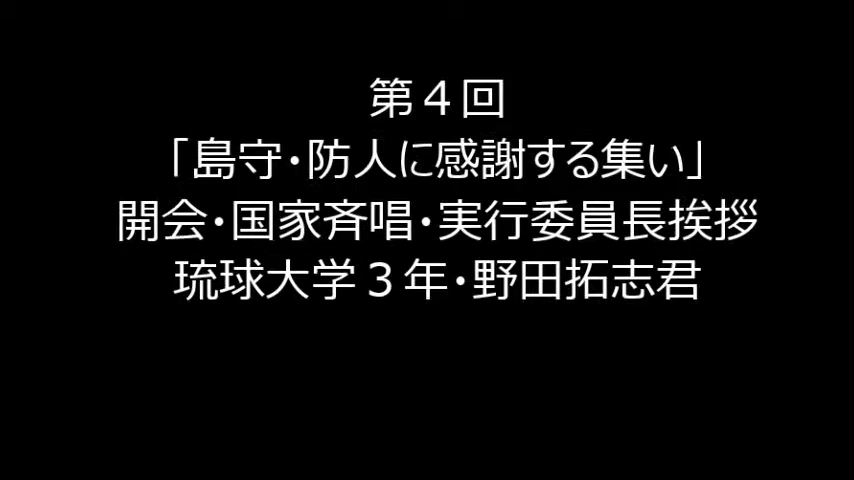 第４回
「島守・防人に感謝する集い」
開会・国家斉唱・実行委員長挨拶
琉球大学３年・野田拓志君